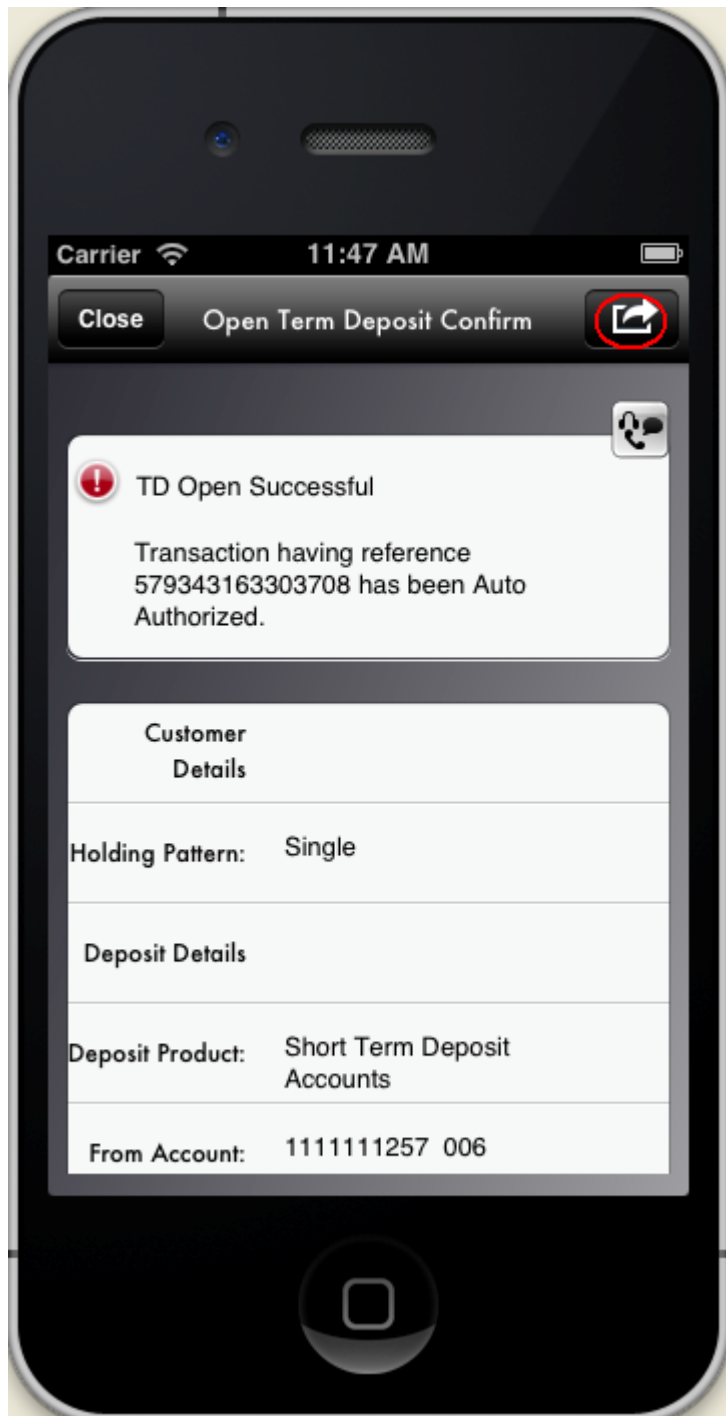 Carrier 11:47 AM
Close Open Term Deposit Confirm
TD Open Successful
Transaction having reference
579343163303708 has been Auto
Authorized.
Customer
Details
Holding Pattern: Single
Deposit Details
Deposit Product: Short Term Deposit
Accounts
From Account: 1111111257 006